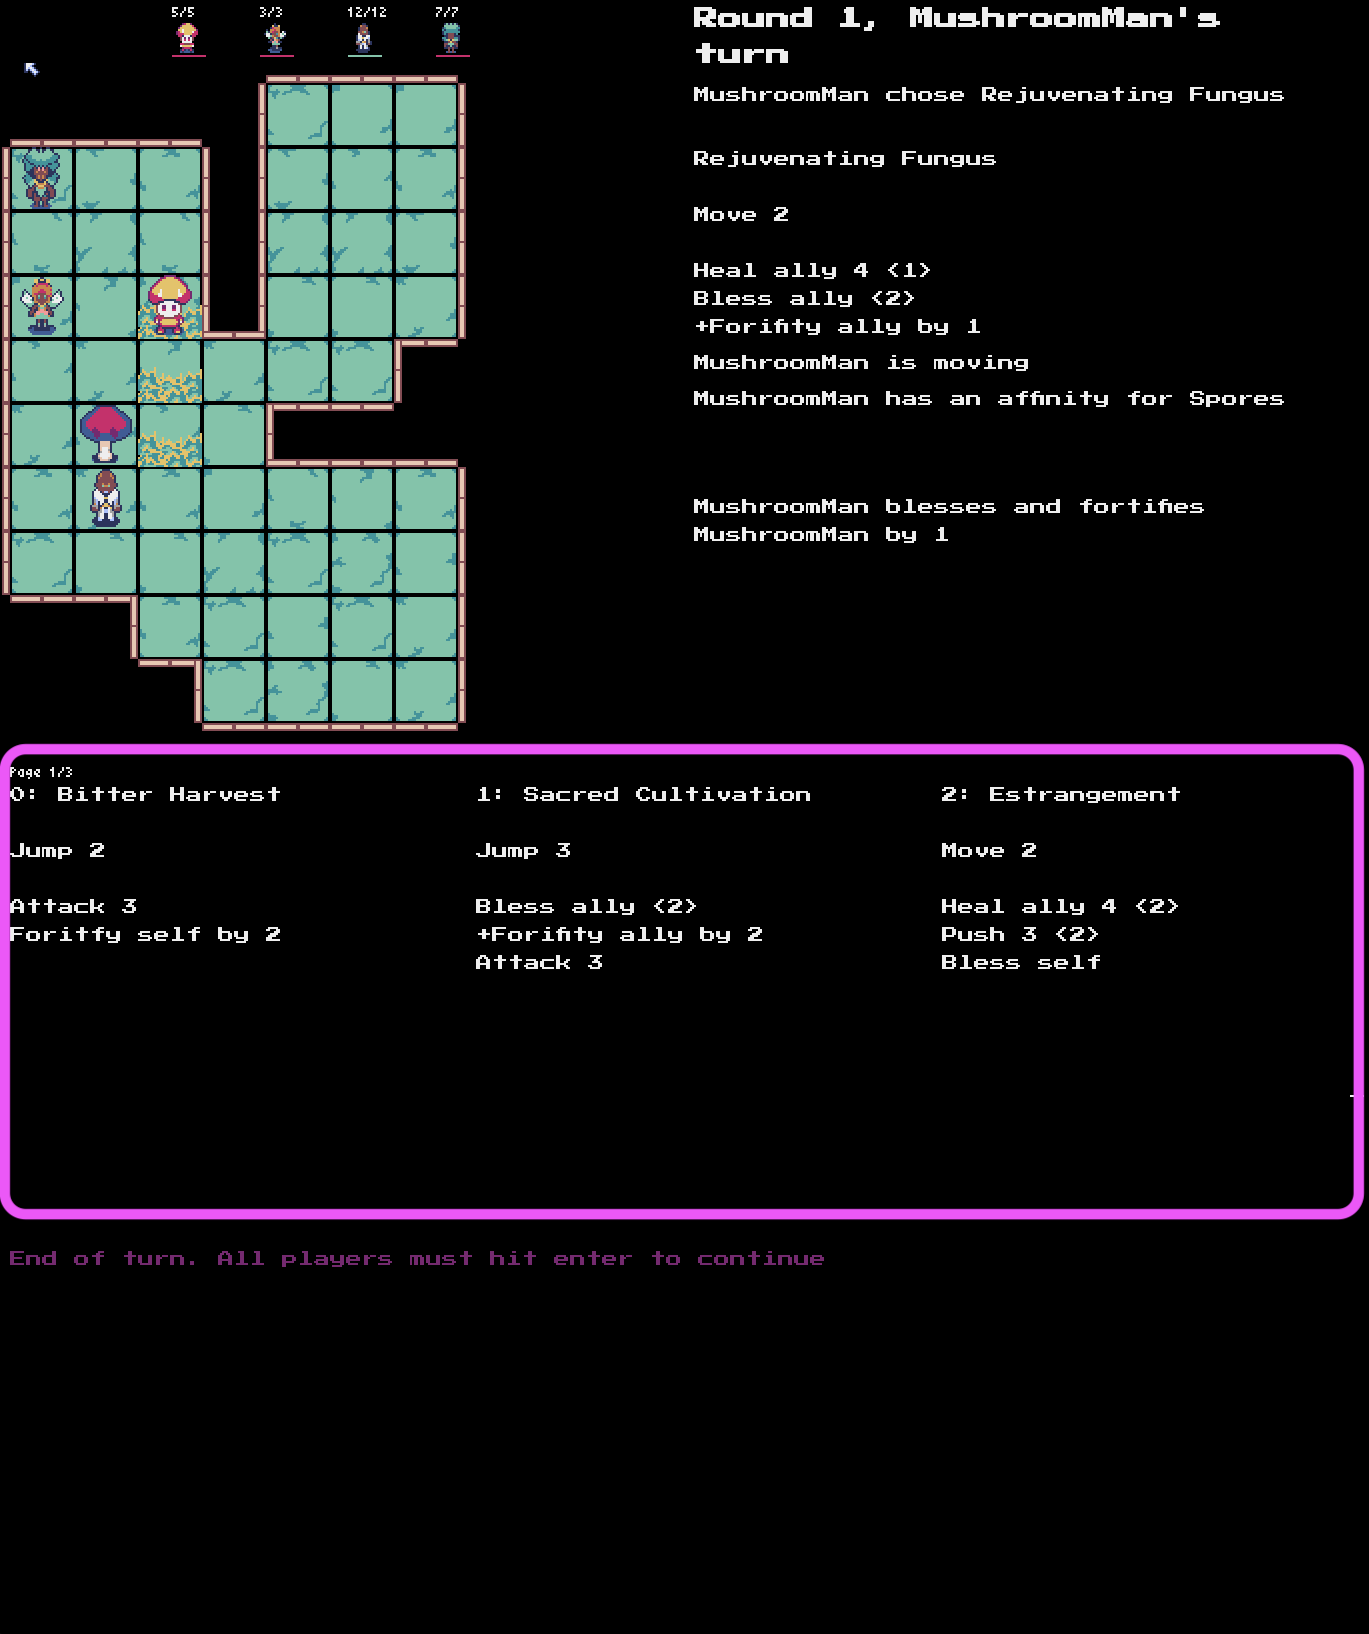 5/5 3/3 12/12 7/7
Round 1, MushroomMan's
turn
MushroomMan chose Rejuvenating Fungus
Rejuvenating Fungus
Move 2
Heal ally 4 <1>
Bless ally <2>
+Forifity ally by 1
MushroomMan is moving
MushroomMan has an affinity for Spores
MushroomMan blesses and fortifies
MushroomMan by 1
Page 1/3
0: Bitter Harvest
Jump 2
Attack 3
Foritfy self by 2
1: Sacred Cultivation
Jump 3
Bless ally <2>
+Forifity ally by 2
Attack 3
2: Estrangement
Move 2
Heal ally 4 <2>
Push 3 <2>
Bless self
End of turn. All players must hit enter to continue